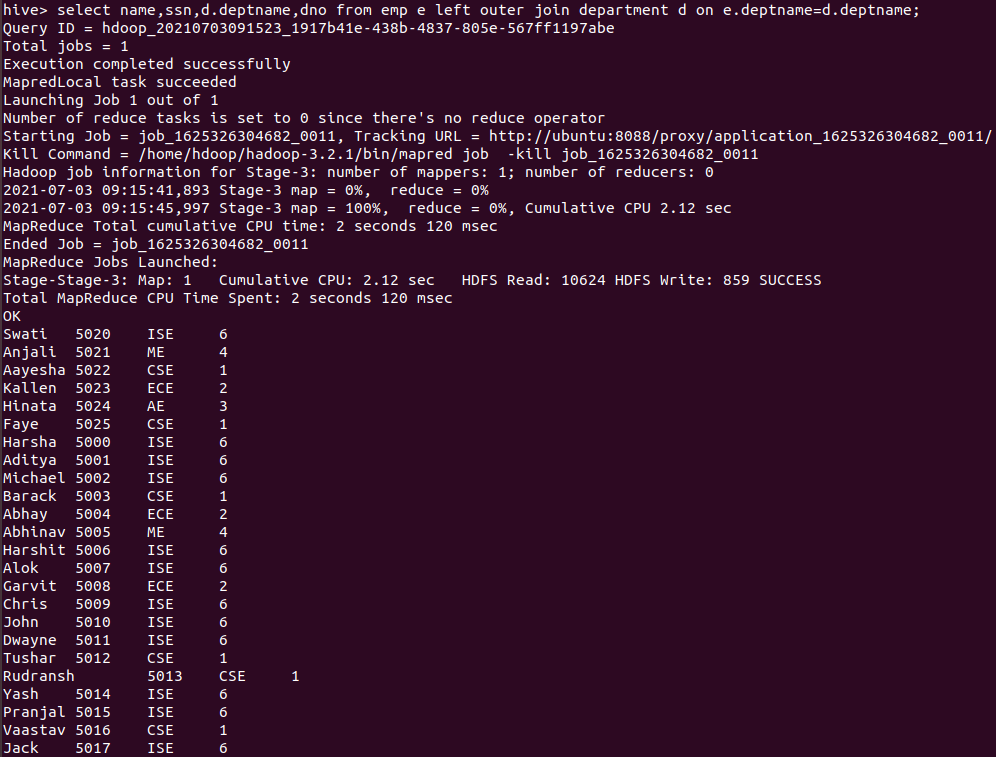 hive> select name,ssn,d.deptname,dno from emp e left outer join department d on e.deptname=d.deptname;
Query ID = hdoop_20210703091523_1917b41e-438b-4837-805e-567ff1197abe
Total jobs = 1
Execution completed successfully
MapredLocal task succeeded
Launching Job 1 out of 1
Number of reduce tasks is set to 0 since there's no reduce operator
Starting Job = job_1625326304682_0011, Tracking URL = http://ubuntu:8088/proxy/application_1625326304682_0011/
Kill Command = /home/hdoop/hadoop-3.2.1/bin/mapred job  -kill job_1625326304682_0011
Hadoop job information for Stage-3: number of mappers: 1; number of reducers: 0
2021-07-03 09:15:41,893 Stage-3 map = 0%,  reduce = 0%
2021-07-03 09:15:45,997 Stage-3 map = 100%,  reduce = 0%, Cumulative CPU 2.12 sec
MapReduce Total cumulative CPU time: 2 seconds 120 msec
Ended Job = job_1625326304682_0011
MapReduce Jobs Launched:
Stage-Stage-3: Map: 1   Cumulative CPU: 2.12 sec   HDFS Read: 10624 HDFS Write: 859 SUCCESS
Total MapReduce CPU Time Spent: 2 seconds 120 msec
OK
Swati   5020    ISE     6
Anjali  5021    ME      4
Aayesha 5022    CSE     1
Kallen  5023    ECE     2
Hinata  5024    AE      3
Faye    5025    CSE     1
Harsha  5000    ISE     6
Aditya  5001    ISE     6
Michael 5002    ISE     6
Barack  5003    CSE     1
Abhay   5004    ECE     2
Abhinav 5005    ME      4
Harshit 5006    ISE     6
Alok    5007    ISE     6
Garvit  5008    ECE     2
Chris   5009    ISE     6
John    5010    ISE     6
Dwayne  5011    ISE     6
Tushar  5012    CSE     1
Rudransh        5013    CSE     1
Yash    5014    ISE     6
Pranjal 5015    ISE     6
Vaastav 5016    CSE     1
Jack    5017    ISE     6